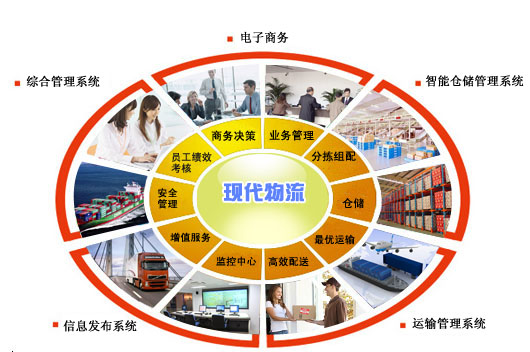 电子商务
综合管理系统
智能仓储管理系统
商务决策
业务管理
员工绩效
考核
分拣组配
安全
管理
现代物流
仓储
增值服务
最优运输
监控中心
高效配送
信息发布系统
运输管理系统